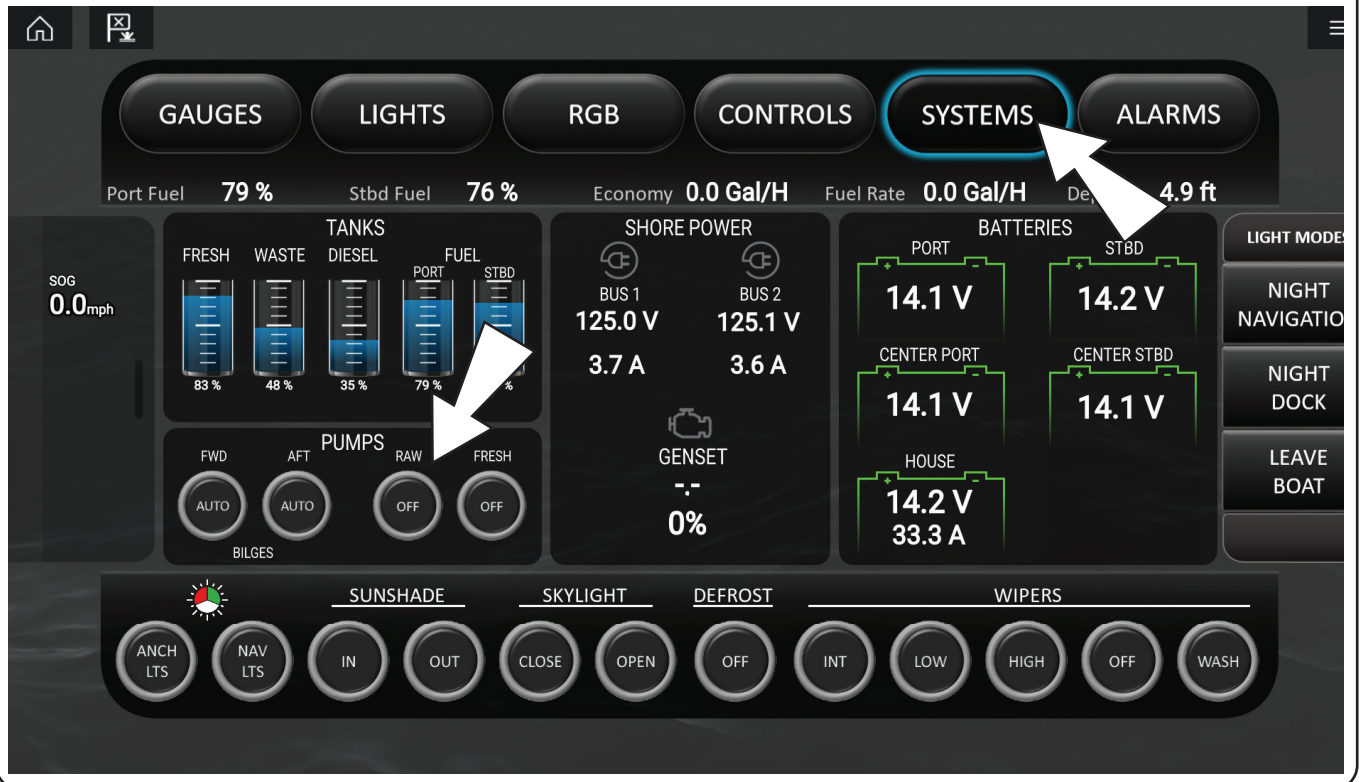 GAUGES LIGHTS RGB CONTROLS SYSTEMS ALARMS
Port Fuel 79 % Stbd Fuel 76 % Economy 0.0 Gal/H Fuel Rate 0.0 Gal/H 4.9 ft
SOG
0.0mph
TANKS
FRESH WASTE DIESEL FUEL
PORT STBD
83 % 48 % 35 % 79 % %
PUMPS
FWD AFT RAW FRESH
AUTO AUTO OFF OFF
BILGES
SHORE POWER
BUS 1 BUS 2
125.0 V 125.1 V
3.7 A 3.6 A
GENSET
-.-
0%
BATTERIES
PORT STBD
14.1 V 14.2 V
CENTER PORT CENTER STBD
14.1 V 14.1 V
HOUSE
14.2 V
33.3 A
LIGHT MODES
NIGHT
NAVIGATIO
NIGHT
DOCK
LEAVE
BOAT
SUNSHADE SKYLIGHT DEFROST WIPERS
ANCH LTS NAV LTS IN OUT CLOSE OPEN OFF INT LOW HIGH OFF WASH